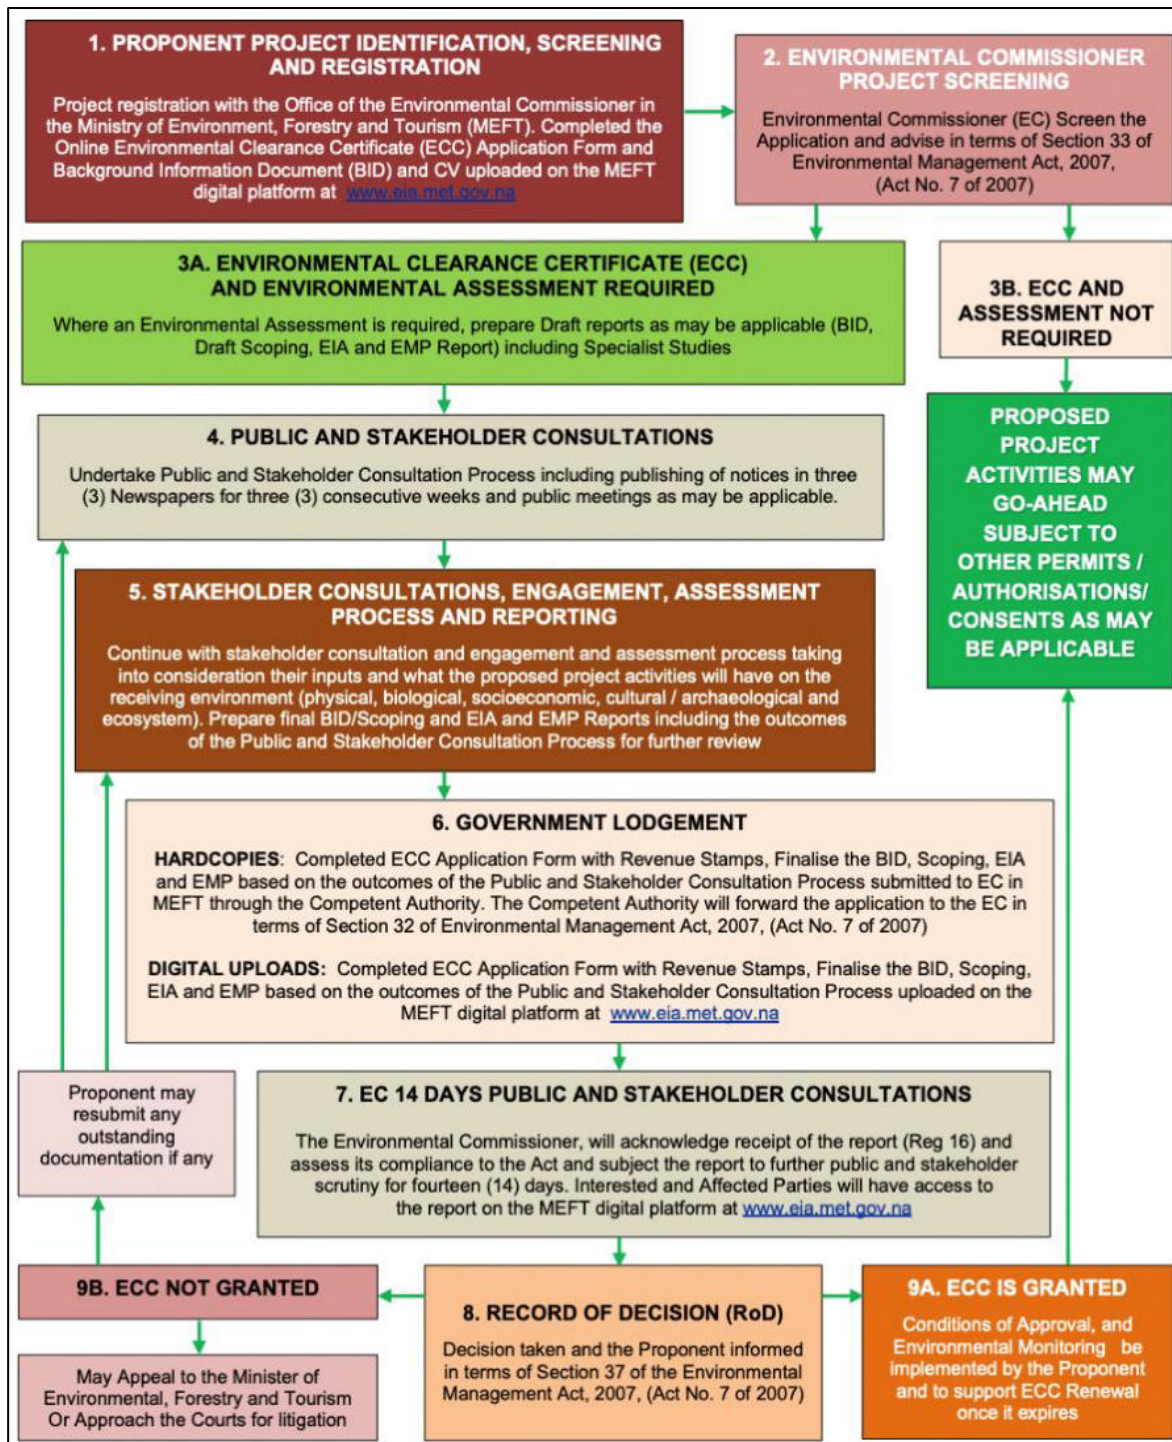 1. PROPONENT PROJECT IDENTIFICATION, SCREENING
AND REGISTRATION
Project registration with the Office of the Environmental Commissioner in
the Ministry of Environment, Forestry and Tourism (MEFT). Completed the
Online Environmental Clearance Certificate (ECC) Application Form and
Background Information Document (BID) and CV uploaded on the MEFT
digital platform at www.eia.met.gov.na
2. ENVIRONMENTAL COMMISSIONER
PROJECT SCREENING
Environmental Commissioner (EC) Screen the
Application and advise in terms of Section 33 of
Environmental Management Act, 2007,
(Act No. 7 of 2007)
3A. ENVIRONMENTAL CLEARANCE CERTIFICATE (ECC)
AND ENVIRONMENTAL ASSESSMENT REQUIRED
Where an Environmental Assessment is required, prepare Draft reports as may be applicable (BID,
Draft Scoping, EIA and EMP Report) including Specialist Studies
3B. ECC AND
ASSESSMENT NOT
REQUIRED
PROPOSED
PROJECT
ACTIVITIES MAY
GO-AHEAD
SUBJECT TO
OTHER PERMITS /
AUTHORISATIONS/
CONSENTS AS MAY
BE APPLICABLE
4. PUBLIC AND STAKEHOLDER CONSULTATIONS
Undertake Public and Stakeholder Consultation Process including publishing of notices in three
(3) Newspapers for three (3) consecutive weeks and public meetings as may be applicable.
5. STAKEHOLDER CONSULTATIONS, ENGAGEMENT, ASSESSMENT
PROCESS AND REPORTING
Continue with stakeholder consultation and engagement and assessment process taking
into consideration their inputs and what the proposed project activities will have on the
receiving environment (physical, biological, socioeconomic, cultural / archaeological and
ecosystem). Prepare final BID/Scoping and EIA and EMP Reports including the outcomes
of the Public and Stakeholder Consultation Process for further review
6. GOVERNMENT LODGEMENT
HARDCOPIES: Completed ECC Application Form with Revenue Stamps, Finalise the BID, Scoping, EIA
and EMP based on the outcomes of the Public and Stakeholder Consultation Process submitted to EC in
MEFT through the Competent Authority. The Competent Authority will forward the application to the EC in
terms of Section 32 of Environmental Management Act, 2007, (Act No. 7 of 2007)
DIGITAL UPLOADS: Completed ECC Application Form with Revenue Stamps, Finalise the BID, Scoping,
EIA and EMP based on the outcomes of the Public and Stakeholder Consultation Process uploaded on the
MEFT digital platform at www.eia.met.gov.na
Proponent may
resubmit any
outstanding
documentation if any
7. EC 14 DAYS PUBLIC AND STAKEHOLDER CONSULTATIONS
The Environmental Commissioner, will acknowledge receipt of the report (Reg 16) and
assess its compliance to the Act and subject the report to further public and stakeholder
scrutiny for fourteen (14) days. Interested and Affected Parties will have access to
the report on the MEFT digital platform at www.eia.met.gov.na
9B. ECC NOT GRANTED
May Appeal to the Minister of
Environmental, Forestry and Tourism
Or Approach the Courts for litigation
8. RECORD OF DECISION (RoD)
Decision taken and the Proponent informed
in terms of Section 37 of the Environmental
Management Act, 2007, (Act No. 7 of 2007)
9A. ECC IS GRANTED
Conditions of Approval, and
Environmental Monitoring be
implemented by the Proponent
and to support ECC Renewal
once it expires